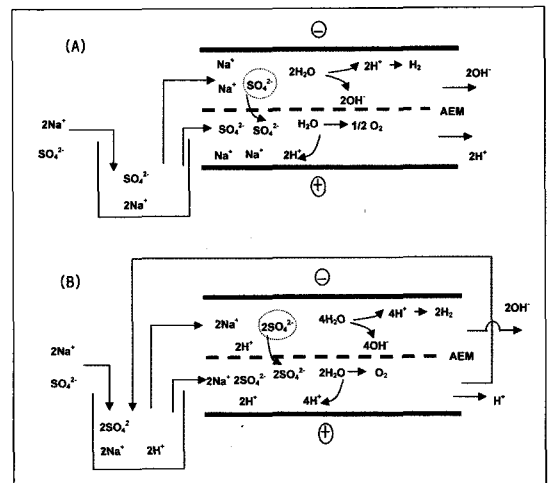 (A)
⊖
Na⁺
Na⁺ SO₄²⁻ 2H₂O 2H⁺ → H₂
2OH⁻
2OH⁻
AEM
2Na⁺
SO₄²⁻
SO₄²⁻ SO₄²⁻ H₂O → 1/2 O₂
Na⁺ Na⁺ 2H⁺
2H⁺
SO₄²⁻
2Na⁺
⊕
(B)
⊖
2Na⁺ 2SO₄²⁻ 4H₂O 4H⁺ → 2H₂
2OH⁻
2H⁺ 4OH⁻
AEM
2Na⁺
SO₄²⁻
2Na⁺ 2SO₄²⁻ 2SO₄²⁻ 2H₂O → O₂
2H⁺ 4H⁺
H⁺
2SO₄²
2Na⁺ 2H⁺
⊕